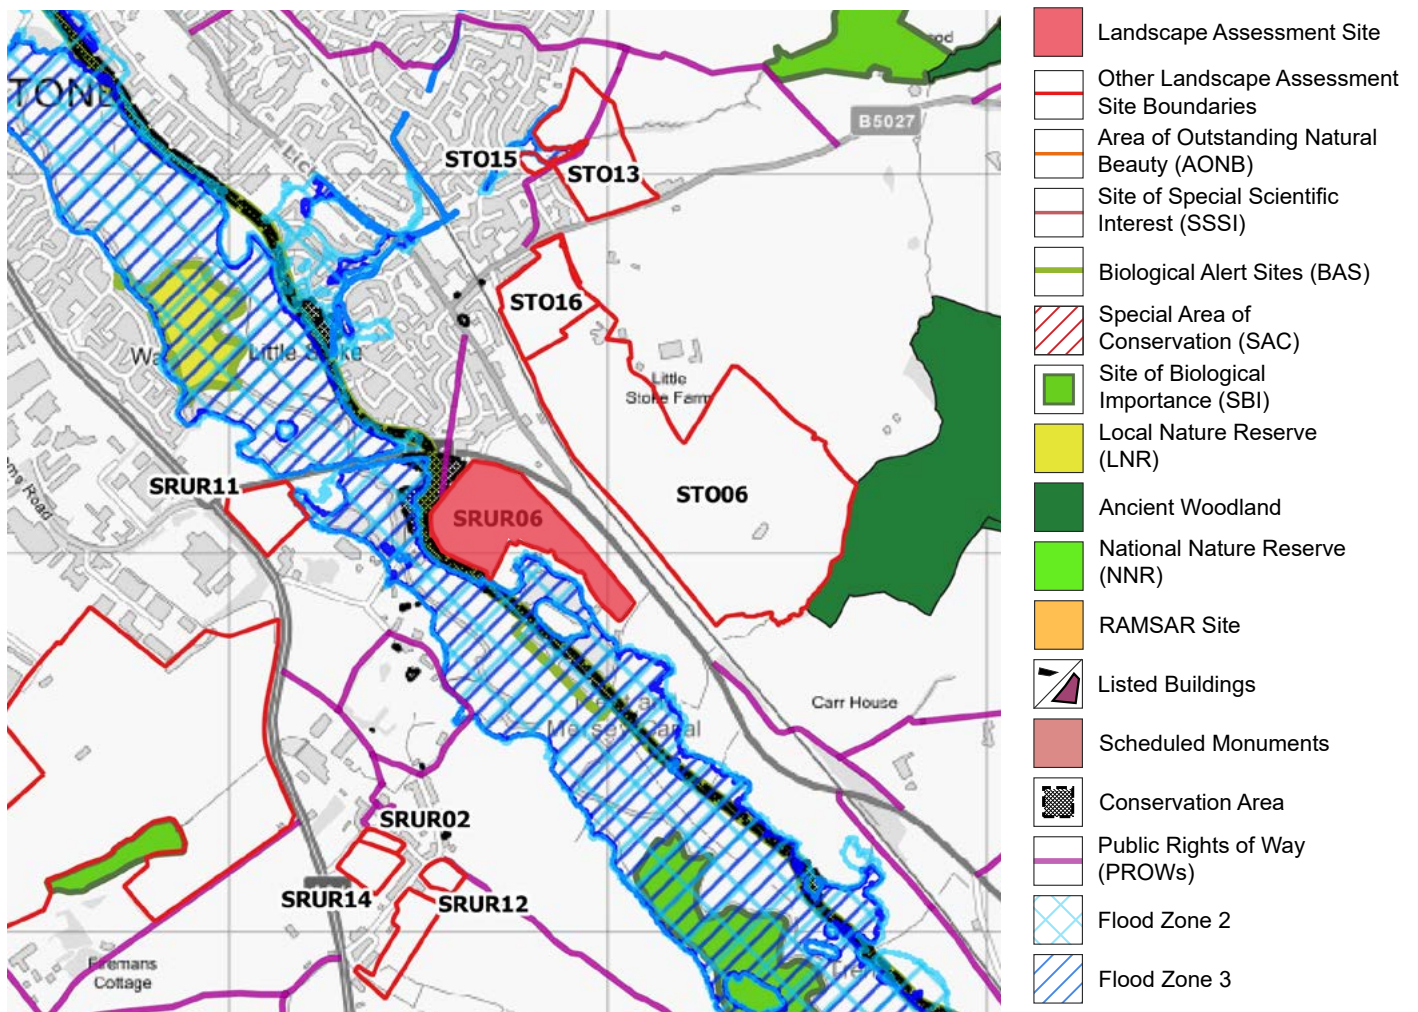 TONE
B5027
STO15
STO13
STO16
Little Stoke
Little
Stoke Farm
SRUR11
STO06
SRUR06
Road
Carr House
Mersey Canal
SRUR02
SRUR14
SRUR12
Firemans
Cottage
Landscape Assessment Site
Other Landscape Assessment
Site Boundaries
Area of Outstanding Natural
Beauty (AONB)
Site of Special Scientific
Interest (SSSI)
Biological Alert Sites (BAS)
Special Area of
Conservation (SAC)
Site of Biological
Importance (SBI)
Local Nature Reserve
(LNR)
Ancient Woodland
National Nature Reserve
(NNR)
RAMSAR Site
Listed Buildings
Scheduled Monuments
Conservation Area
Public Rights of Way
(PROWs)
Flood Zone 2
Flood Zone 3